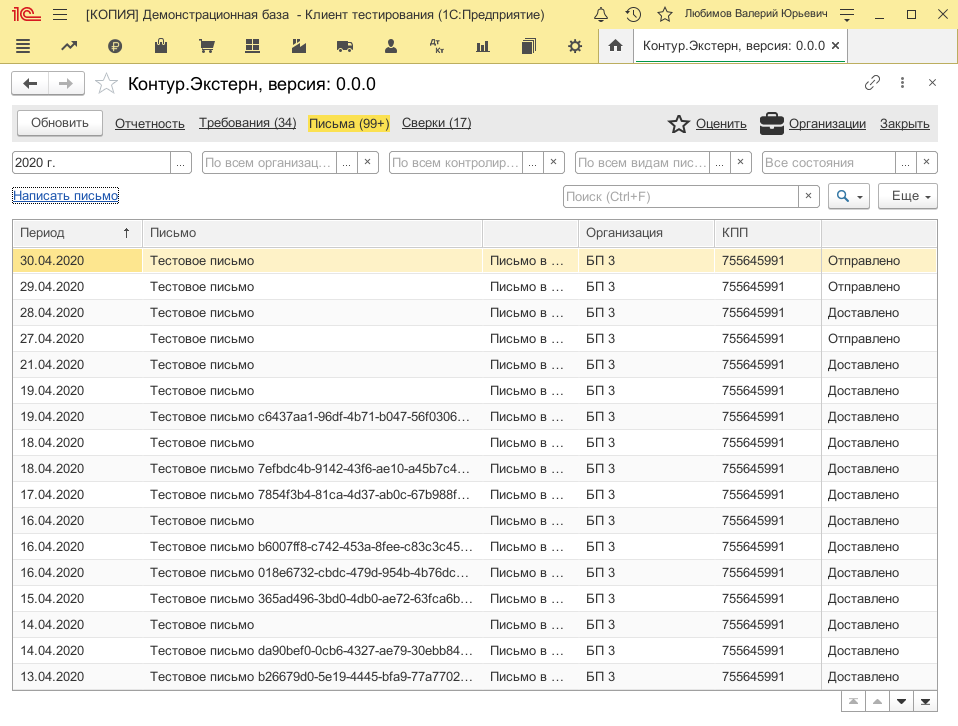 [КОПИЯ] Демонстрационная база - Клиент тестирования (1С:Предприятие) Любимов Валерий Юрьевич
Контур.Экстерн, версия: 0.0.0 ×
Контур.Экстерн, версия: 0.0.0
Обновить Отчетность Требования (34) Письма (99+) Сверки (17) Оценить Организации Закрыть
2020 г. ... По всем организац... ... × По всем контролир... ... × По всем видам пис... ... × Все состояния ... ×
Написать письмо Поиск (Ctrl+F) × Еще
Период ↑ Письмо Организация КПП
30.04.2020 Тестовое письмо Письмо в ... БП 3 755645991 Отправлено
29.04.2020 Тестовое письмо Письмо в ... БП 3 755645991 Отправлено
28.04.2020 Тестовое письмо Письмо в ... БП 3 755645991 Доставлено
27.04.2020 Тестовое письмо Письмо в ... БП 3 755645991 Отправлено
21.04.2020 Тестовое письмо Письмо в ... БП 3 755645991 Доставлено
19.04.2020 Тестовое письмо Письмо в ... БП 3 755645991 Доставлено
19.04.2020 Тестовое письмо c6437aa1-96df-4b71-b047-56f0306... Письмо в ... БП 3 755645991 Доставлено
18.04.2020 Тестовое письмо Письмо в ... БП 3 755645991 Доставлено
18.04.2020 Тестовое письмо 7efbdc4b-9142-43f6-ae10-a45b7c4... Письмо в ... БП 3 755645991 Доставлено
17.04.2020 Тестовое письмо 7854f3b4-81ca-4d37-ab0c-67b988f... Письмо в ... БП 3 755645991 Доставлено
16.04.2020 Тестовое письмо Письмо в ... БП 3 755645991 Доставлено
16.04.2020 Тестовое письмо b6007ff8-c742-453a-8fee-c83c3c45... Письмо в ... БП 3 755645991 Доставлено
16.04.2020 Тестовое письмо 018e6732-cbdc-479d-954b-4b76dc... Письмо в ... БП 3 755645991 Доставлено
15.04.2020 Тестовое письмо 365ad496-3bd0-4db0-ae72-63fca6b... Письмо в ... БП 3 755645991 Доставлено
14.04.2020 Тестовое письмо Письмо в ... БП 3 755645991 Доставлено
14.04.2020 Тестовое письмо da90bef0-0cb6-4327-ae79-30ebb84... Письмо в ... БП 3 755645991 Доставлено
13.04.2020 Тестовое письмо b26679d0-5e19-4445-bfa9-77a7702... Письмо в ... БП 3 755645991 Доставлено